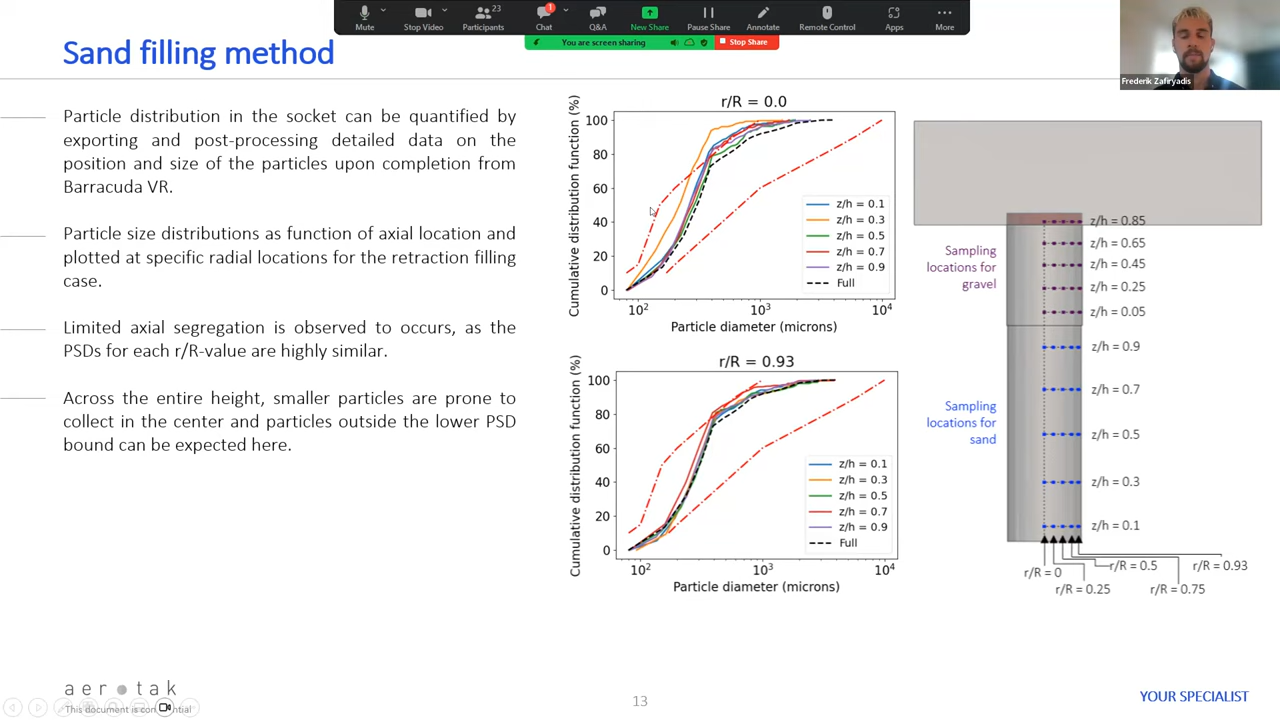 Mute
Stop Video
Participants
23
Chat
1
Q&A
New Share
Pause Share
Annotate
Remote Control
Apps
More
You are screen sharing
Stop Share
Frederik Zafiryadis
Sand filling method
Particle distribution in the socket can be quantified by
exporting and post-processing detailed data on the
position and size of the particles upon completion from
Barracuda VR.
Particle size distributions as function of axial location and
plotted at specific radial locations for the retraction filling
case.
Limited axial segregation is observed to occurs, as the
PSDs for each r/R-value are highly similar.
Across the entire height, smaller particles are prone to
collect in the center and particles outside the lower PSD
bound can be expected here.
r/R = 0.0
Cumulative distribution function (%)
100
80
60
40
20
0
10²
10³
10⁴
Particle diameter (microns)
z/h = 0.1
z/h = 0.3
z/h = 0.5
z/h = 0.7
z/h = 0.9
Full
r/R = 0.93
Cumulative distribution function (%)
100
80
60
40
20
0
10²
10³
10⁴
Particle diameter (microns)
z/h = 0.1
z/h = 0.3
z/h = 0.5
z/h = 0.7
z/h = 0.9
Full
Sampling
locations for
gravel
z/h = 0.85
z/h = 0.65
z/h = 0.45
z/h = 0.25
z/h = 0.05
Sampling
locations for
sand
z/h = 0.9
z/h = 0.7
z/h = 0.5
z/h = 0.3
z/h = 0.1
r/R = 0
r/R = 0.25
r/R = 0.5
r/R = 0.75
r/R = 0.93
aerotak
This document is con ntial
13
YOUR SPECIALIST